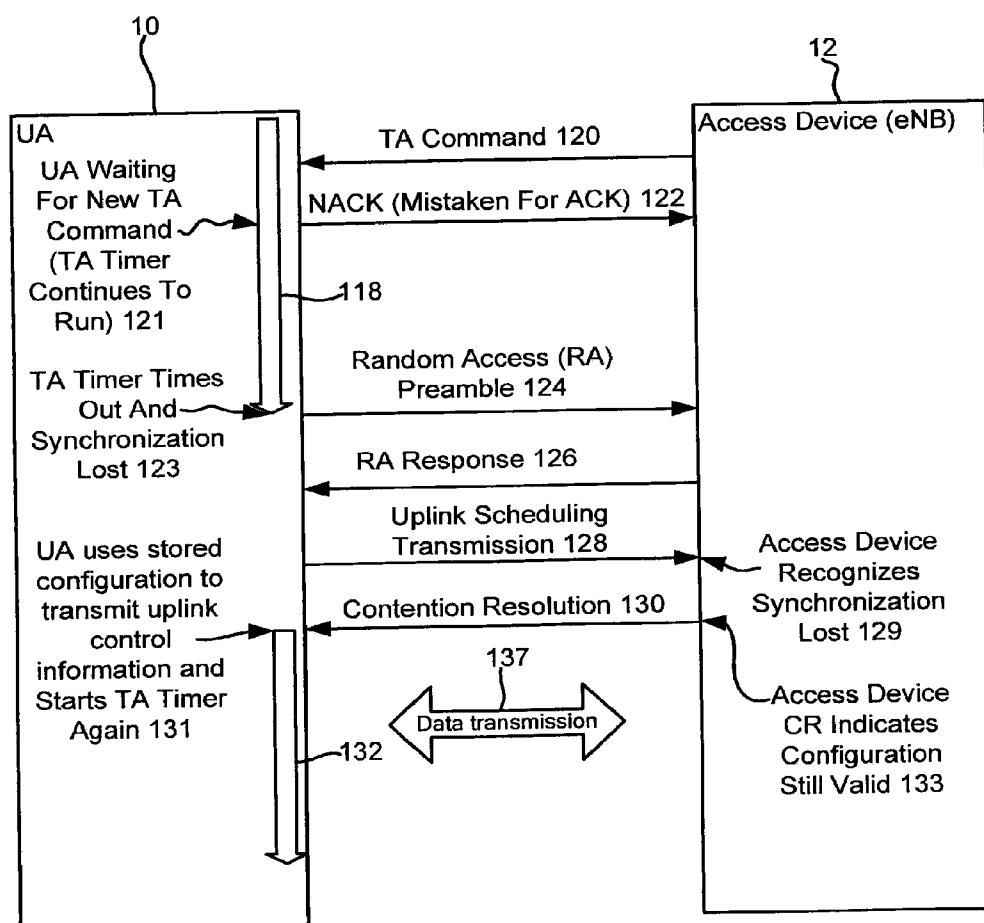 10
12
UA
Access Device (eNB)
TA Command 120
UA Waiting
For New TA
Command
(TA Timer
Continues To
Run) 121
NACK (Mistaken For ACK) 122
118
Random Access (RA)
Preamble 124
TA Timer Times
Out And
Synchronization
Lost 123
RA Response 126
Uplink Scheduling
Transmission 128
Access Device
Recognizes
Synchronization
Lost 129
UA uses stored
configuration to
transmit uplink
control
information and
Starts TA Timer
Again 131
Contention Resolution 130
137
Data transmission
132
Access Device
CR Indicates
Configuration
Still Valid 133